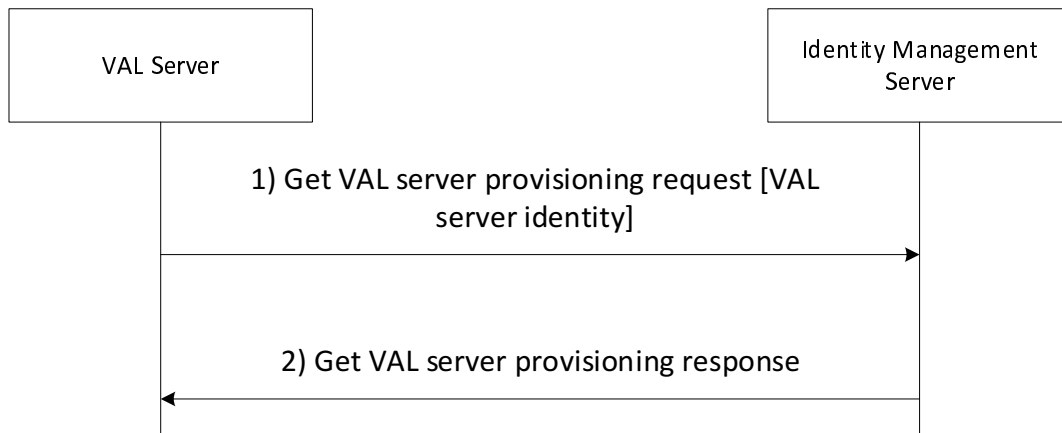 VAL Server
Identity Management
Server
1) Get VAL server provisioning request [VAL
server identity]
2) Get VAL server provisioning response